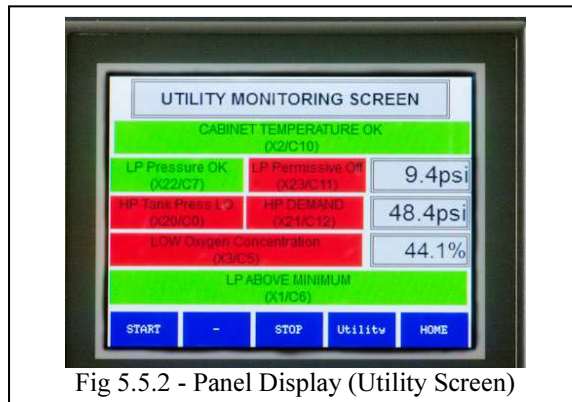 UTILITY MONITORING SCREEN
CABINET TEMPERATURE OK
(X2/C10)
LP Pressure OK
(X22/C7)
LP Permissive Off
(X23/C11)
9.4psi
HP Tank Press LO
(X20/C0)
HP DEMAND
(X21/C12)
48.4psi
LOW Oxygen Concentration
(X3/C5)
44.1%
LP ABOVE MINIMUM
(X1/C6)
START - STOP Utility HOME
Fig 5.5.2 - Panel Display (Utility Screen)